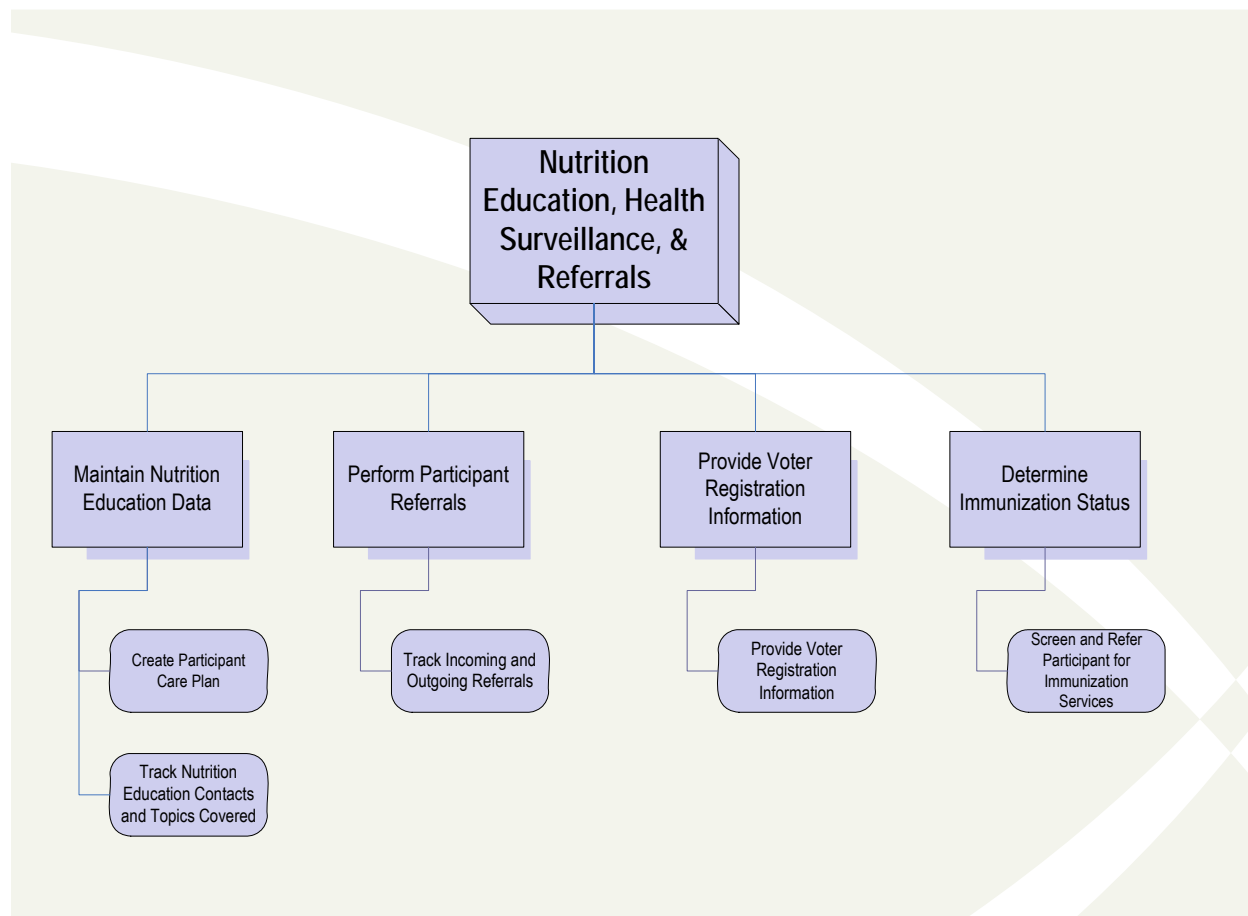 Nutrition
Education, Health
Surveillance, &
Referrals
Maintain Nutrition
Education Data
Perform Participant
Referrals
Provide Voter
Registration
Information
Determine
Immunization Status
Create Participant
Care Plan
Track Incoming and
Outgoing Referrals
Provide Voter
Registration
Information
Screen and Refer
Participant for
Immunization
Services
Track Nutrition
Education Contacts
and Topics Covered